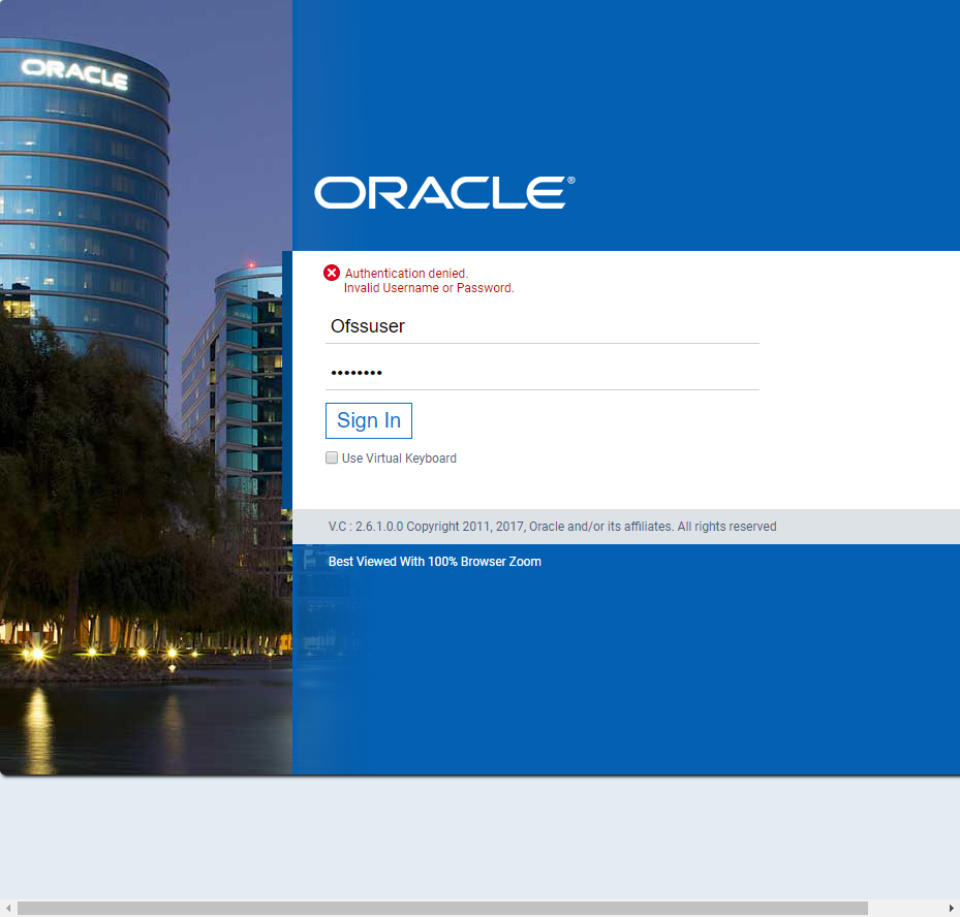 ORACLE
ORACLE®
Authentication denied.
Invalid Username or Password.
Ofssuser
••••••••
Sign In
Use Virtual Keyboard
V.C : 2.6.1.0.0 Copyright 2011, 2017, Oracle and/or its affiliates. All rights reserved
Best Viewed With 100% Browser Zoom